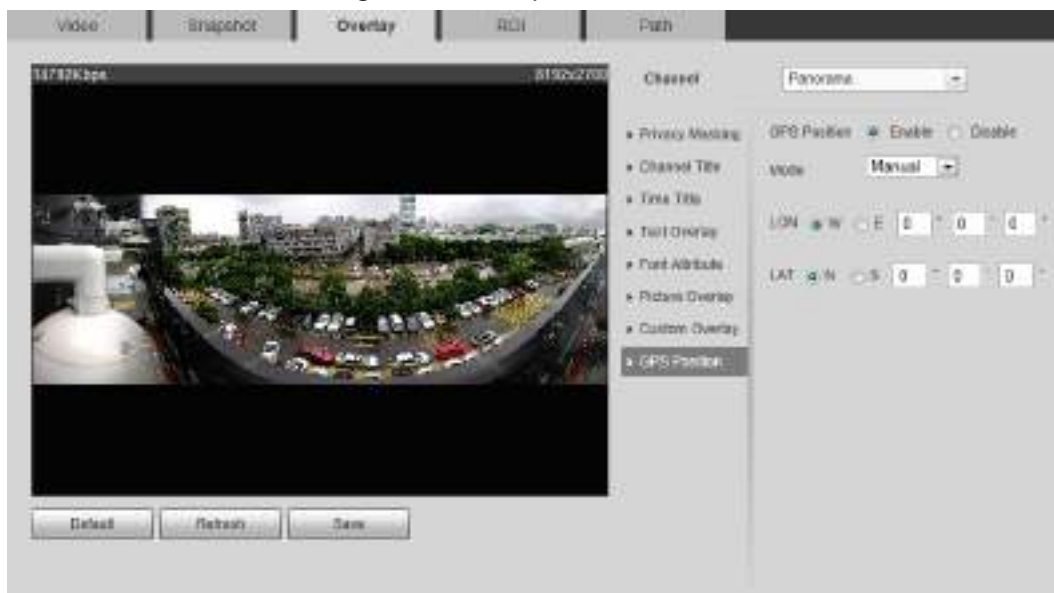 Video Snapshot Overlay ROI Path
8192x2700
Channel Panorama
Privacy Masking
GPS Position Enable Disable
Channel Title
Mode Manual
Time Title
Text Overlay
LON W E 0 ° 0 ' 0 "
Font Attribute
LAT N S 0 ° 0 ' 0 "
Picture Overlay
Custom Overlay
GPS Position
Default Refresh Save